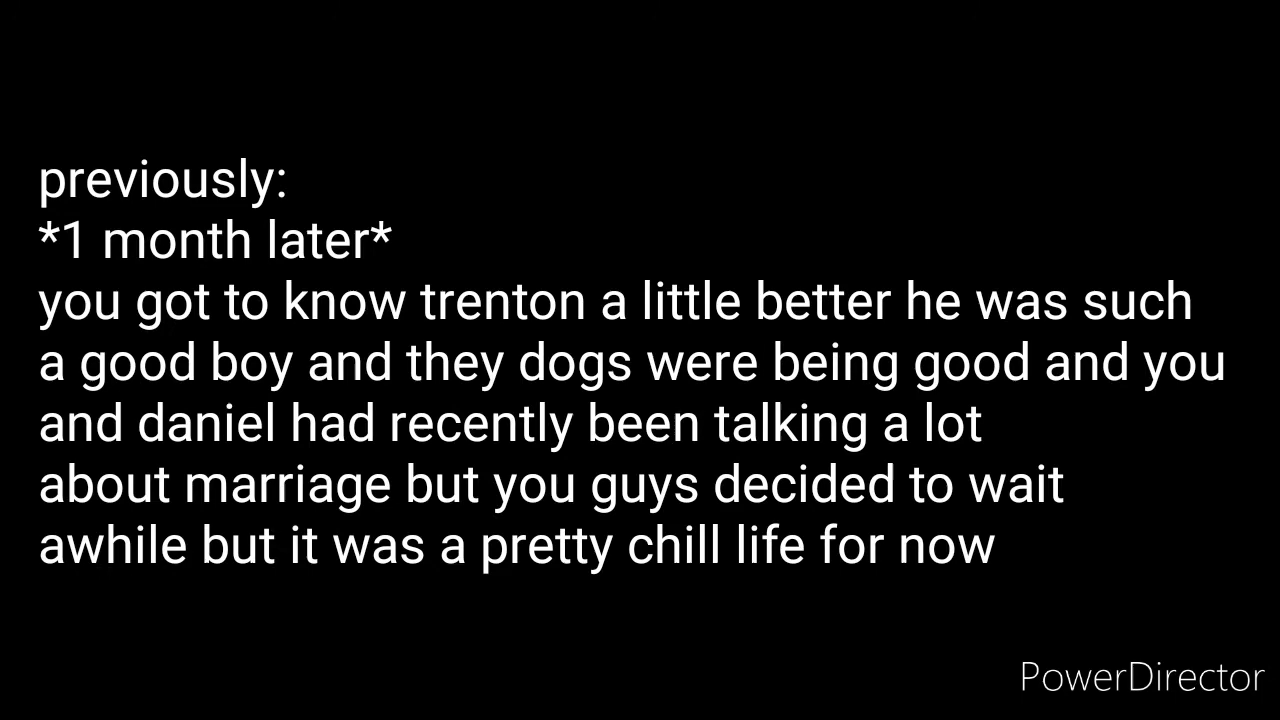 previously:
*1 month later*
you got to know trenton a little better he was such
a good boy and they dogs were being good and you
and daniel had recently been talking a lot
about marriage but you guys decided to wait
awhile but it was a pretty chill life for now
PowerDirector